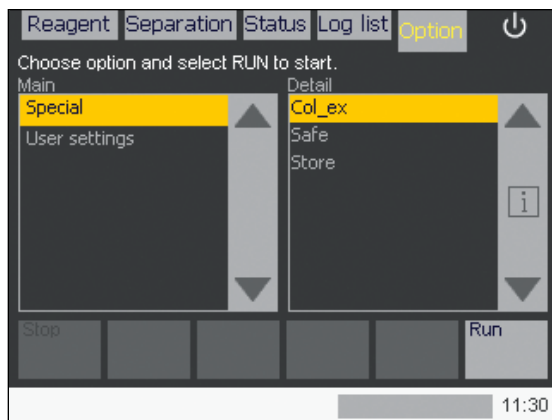 Reagent Separation Status Log list Option
Choose option and select RUN to start.
Main Detail
Special Col_ex
User settings Safe
Store
i
Stop Run
11:30